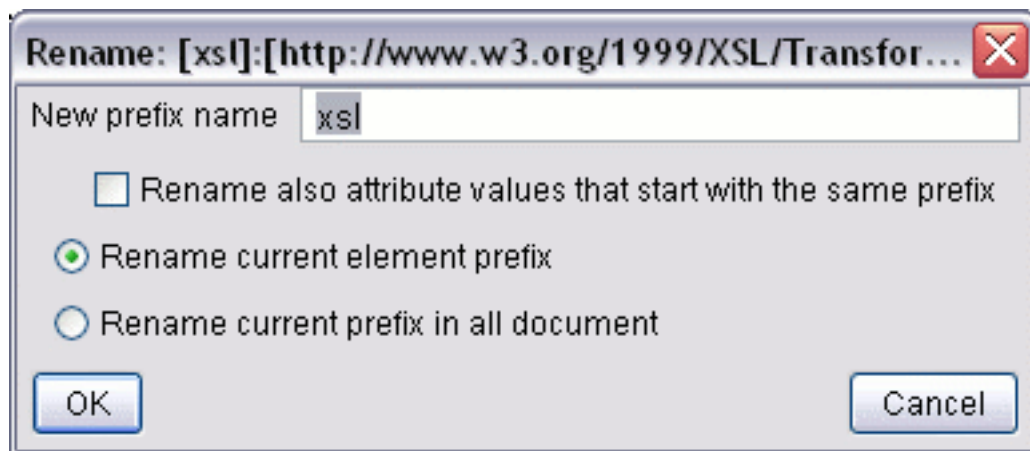 Rename: [xsl]:[http://www.w3.org/1999/XSL/Transfor...
New prefix name xsl
Rename also attribute values that start with the same prefix
Rename current element prefix
Rename current prefix in all document
OK Cancel